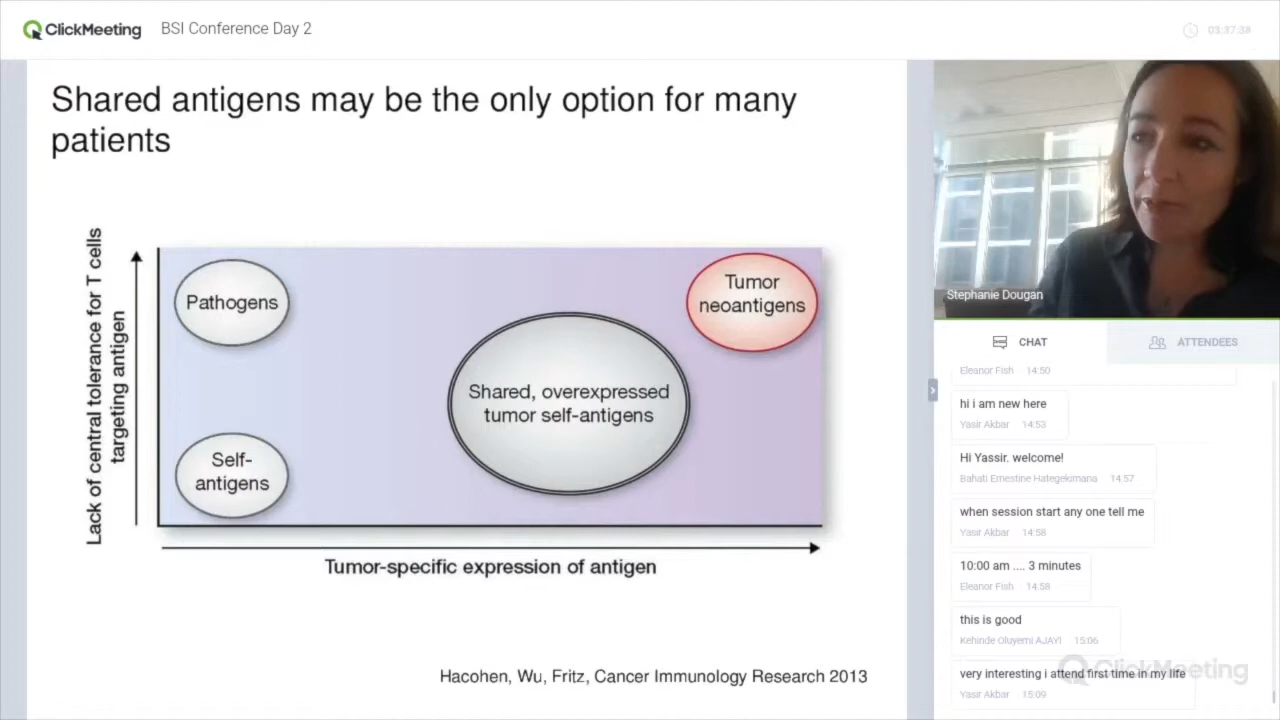 ClickMeeting
BSI Conference Day 2
03:37:38
Shared antigens may be the only option for many
patients
Lack of central tolerance for T cells
targeting antigen
Pathogens
Tumor
neoantigens
Shared, overexpressed
tumor self-antigens
Self-
antigens
Tumor-specific expression of antigen
Hacohen, Wu, Fritz, Cancer Immunology Research 2013
Stephanie Dougan
CHAT
ATTENDEES
Eleanor Fish 14:50
hi i am new here
Yasir Akbar 14:53
Hi Yassir. welcome!
Bahati Ernestine Hategekimana 14:57
when session start any one tell me
Yasir Akbar 14:58
10:00 am .... 3 minutes
Eleanor Fish 14:58
this is good
Kehinde Oluyemi AJAYI 15:06
very interesting i attend first time in my life
Yasir Akbar 15:09
ClickMeeting